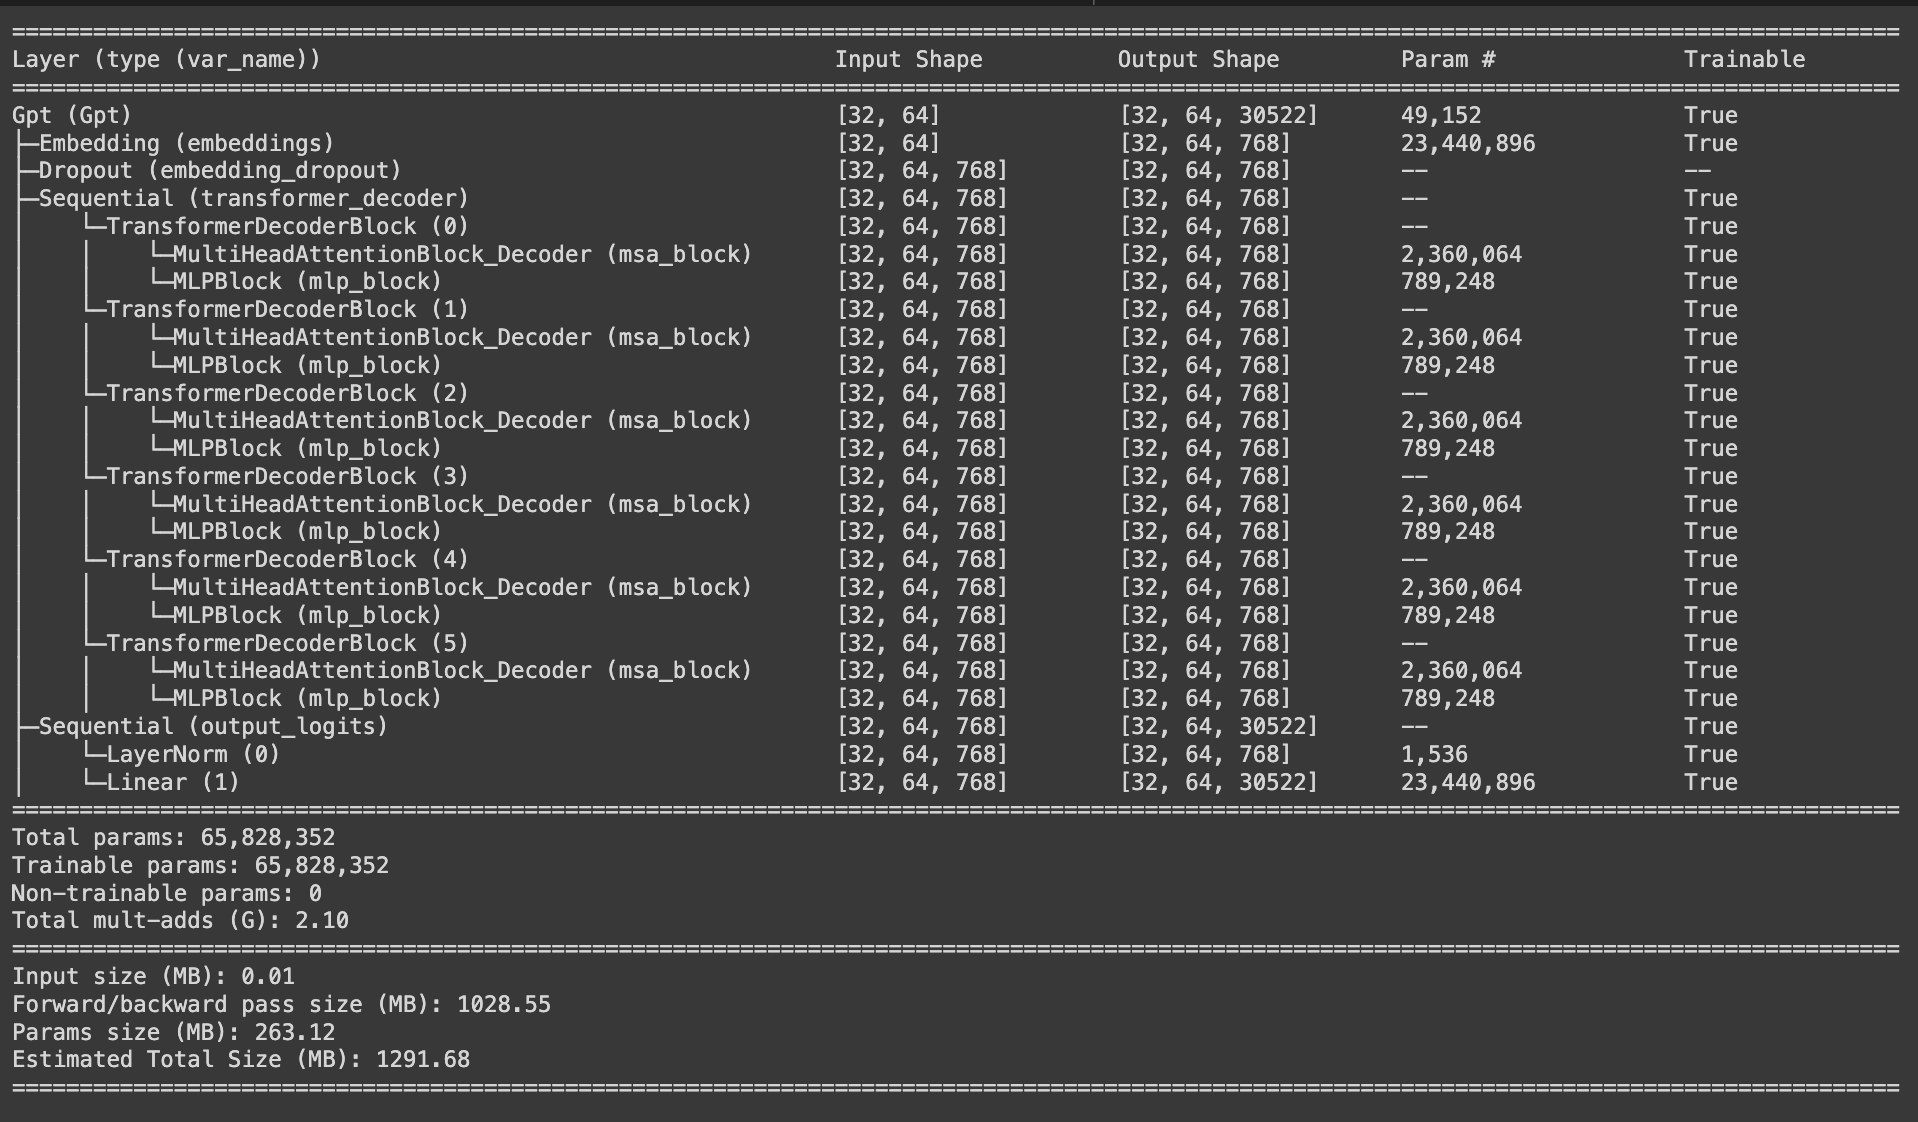 ==========================================================================================
Layer (type (var_name)) Input Shape Output Shape Param # Trainable
==========================================================================================
Gpt (Gpt) [32, 64] [32, 64, 30522] 49,152 True
├─Embedding (embeddings) [32, 64] [32, 64, 768] 23,440,896 True
├─Dropout (embedding_dropout) [32, 64, 768] [32, 64, 768] -- --
├─Sequential (transformer_decoder) [32, 64, 768] [32, 64, 768] -- True
│ └─TransformerDecoderBlock (0) [32, 64, 768] [32, 64, 768] -- True
│ │ └─MultiHeadAttentionBlock_Decoder (msa_block) [32, 64, 768] [32, 64, 768] 2,360,064 True
│ │ └─MLPBlock (mlp_block) [32, 64, 768] [32, 64, 768] 789,248 True
│ └─TransformerDecoderBlock (1) [32, 64, 768] [32, 64, 768] -- True
│ │ └─MultiHeadAttentionBlock_Decoder (msa_block) [32, 64, 768] [32, 64, 768] 2,360,064 True
│ │ └─MLPBlock (mlp_block) [32, 64, 768] [32, 64, 768] 789,248 True
│ └─TransformerDecoderBlock (2) [32, 64, 768] [32, 64, 768] -- True
│ │ └─MultiHeadAttentionBlock_Decoder (msa_block) [32, 64, 768] [32, 64, 768] 2,360,064 True
│ │ └─MLPBlock (mlp_block) [32, 64, 768] [32, 64, 768] 789,248 True
│ └─TransformerDecoderBlock (3) [32, 64, 768] [32, 64, 768] -- True
│ │ └─MultiHeadAttentionBlock_Decoder (msa_block) [32, 64, 768] [32, 64, 768] 2,360,064 True
│ │ └─MLPBlock (mlp_block) [32, 64, 768] [32, 64, 768] 789,248 True
│ └─TransformerDecoderBlock (4) [32, 64, 768] [32, 64, 768] -- True
│ │ └─MultiHeadAttentionBlock_Decoder (msa_block) [32, 64, 768] [32, 64, 768] 2,360,064 True
│ │ └─MLPBlock (mlp_block) [32, 64, 768] [32, 64, 768] 789,248 True
│ └─TransformerDecoderBlock (5) [32, 64, 768] [32, 64, 768] -- True
│ │ └─MultiHeadAttentionBlock_Decoder (msa_block) [32, 64, 768] [32, 64, 768] 2,360,064 True
│ │ └─MLPBlock (mlp_block) [32, 64, 768] [32, 64, 768] 789,248 True
├─Sequential (output_logits) [32, 64, 768] [32, 64, 30522] -- True
│ └─LayerNorm (0) [32, 64, 768] [32, 64, 768] 1,536 True
│ └─Linear (1) [32, 64, 768] [32, 64, 30522] 23,440,896 True
==========================================================================================
Total params: 65,828,352
Trainable params: 65,828,352
Non-trainable params: 0
Total mult-adds (G): 2.10
==========================================================================================
Input size (MB): 0.01
Forward/backward pass size (MB): 1028.55
Params size (MB): 263.12
Estimated Total Size (MB): 1291.68
==========================================================================================